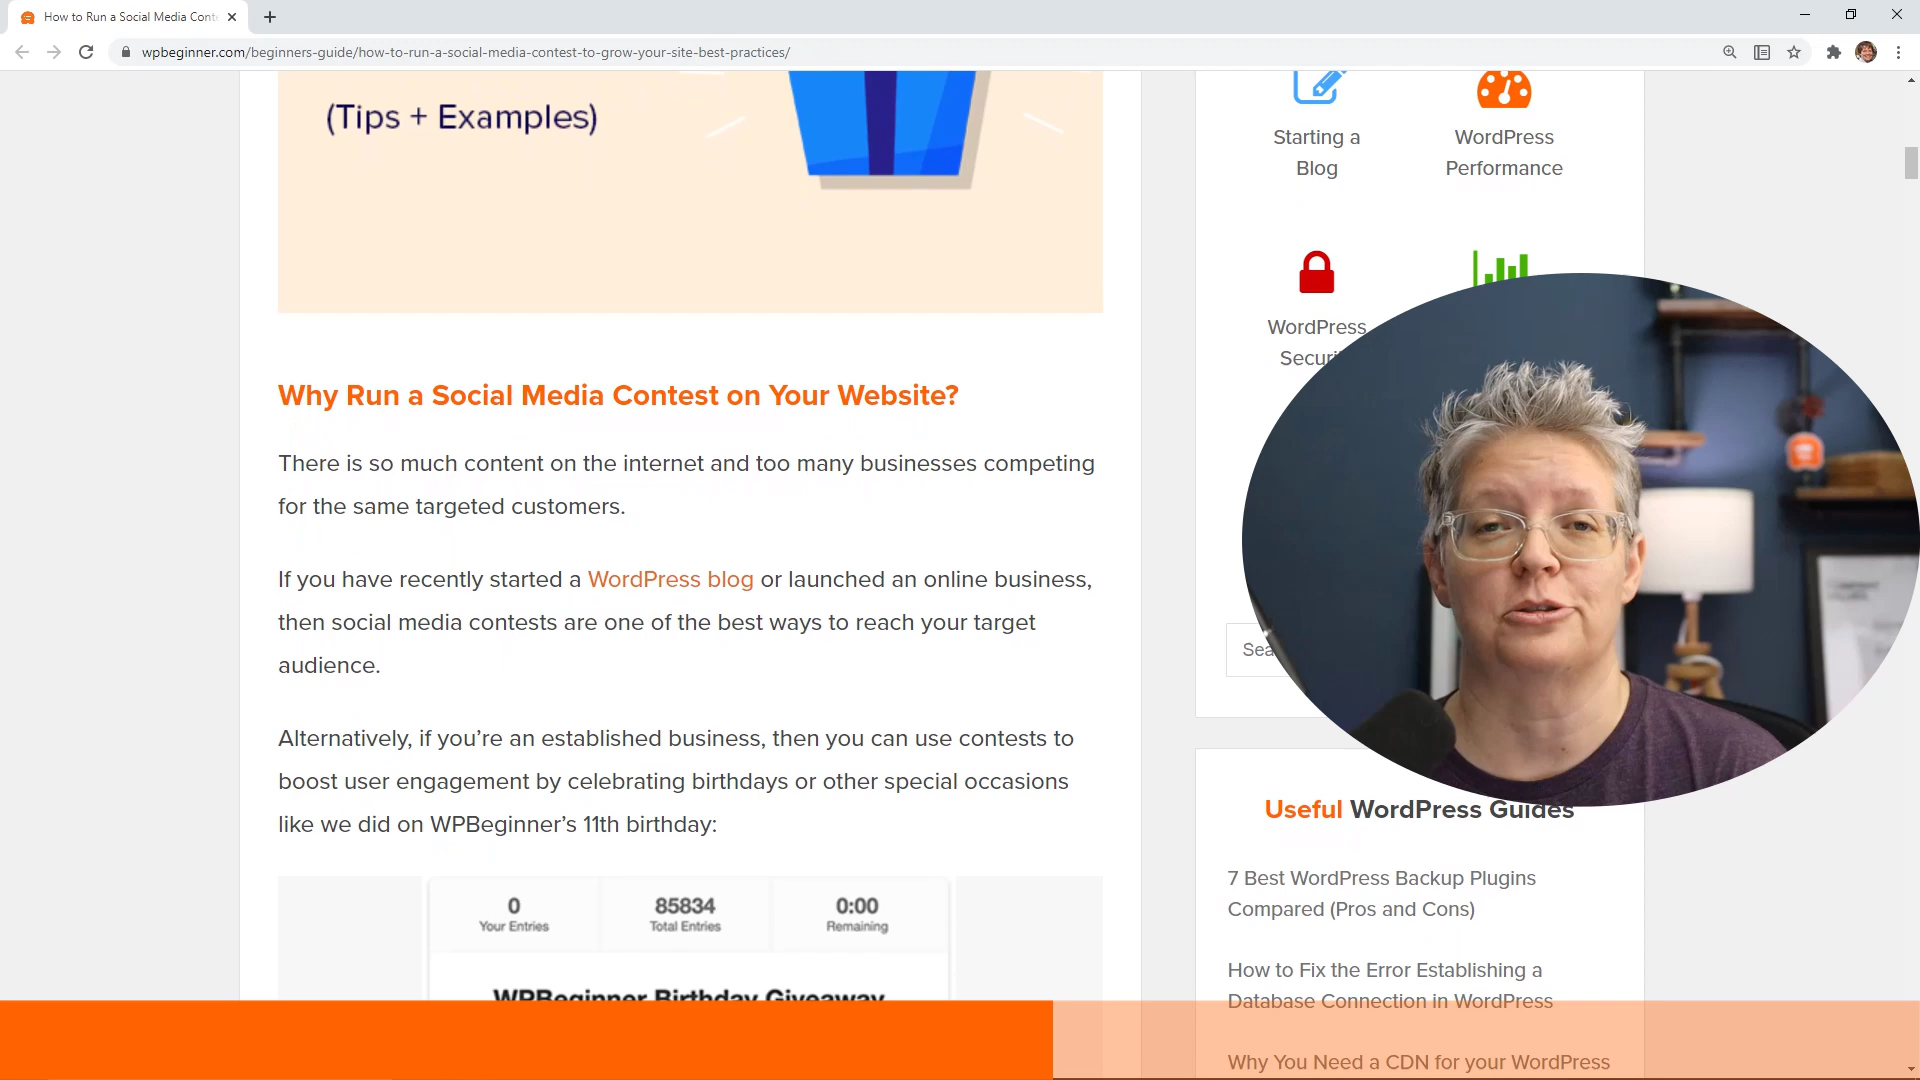 How to Run a Social Media Cont
wpbeginner.com/beginners-guide/how-to-run-a-social-media-contest-to-grow-your-site-best-practices/
(Tips + Examples)
Why Run a Social Media Contest on Your Website?
There is so much content on the internet and too many businesses competing
for the same targeted customers.
If you have recently started a WordPress blog or launched an online business,
then social media contests are one of the best ways to reach your target
audience.
Alternatively, if you’re an established business, then you can use contests to
boost user engagement by celebrating birthdays or other special occasions
like we did on WPBeginner’s 11th birthday:
0
Your Entries
85834
Total Entries
0:00
Remaining
WPBeginner Birthday Giveaway
Starting a
Blog
WordPress
Performance
WordPress
Securi
Sea
Useful WordPress Guides
7 Best WordPress Backup Plugins
Compared (Pros and Cons)
How to Fix the Error Establishing a
Database Connection in WordPress
Why You Need a CDN for your WordPress